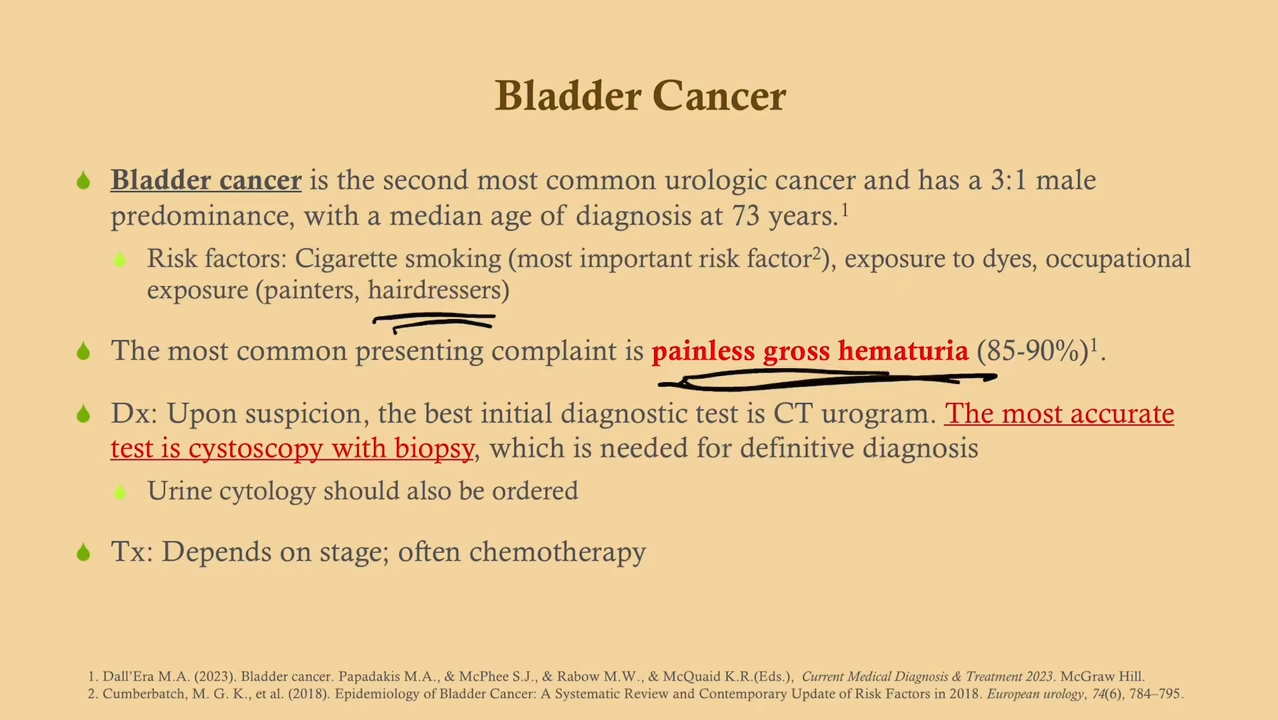 Bladder Cancer
Bladder cancer is the second most common urologic cancer and has a 3:1 male
predominance, with a median age of diagnosis at 73 years.1
Risk factors: Cigarette smoking (most important risk factor2), exposure to dyes, occupational
exposure (painters, hairdressers)
The most common presenting complaint is painless gross hematuria (85-90%)1.
Dx: Upon suspicion, the best initial diagnostic test is CT urogram. The most accurate
test is cystoscopy with biopsy, which is needed for definitive diagnosis
Urine cytology should also be ordered
Tx: Depends on stage; often chemotherapy
1. Dall’Era M.A. (2023). Bladder cancer. Papadakis M.A., & McPhee S.J., & Rabow M.W., & McQuaid K.R.(Eds.), Current Medical Diagnosis & Treatment 2023. McGraw Hill.
2. Cumberbatch, M. G. K., et al. (2018). Epidemiology of Bladder Cancer: A Systematic Review and Contemporary Update of Risk Factors in 2018. European urology, 74(6), 784–795.